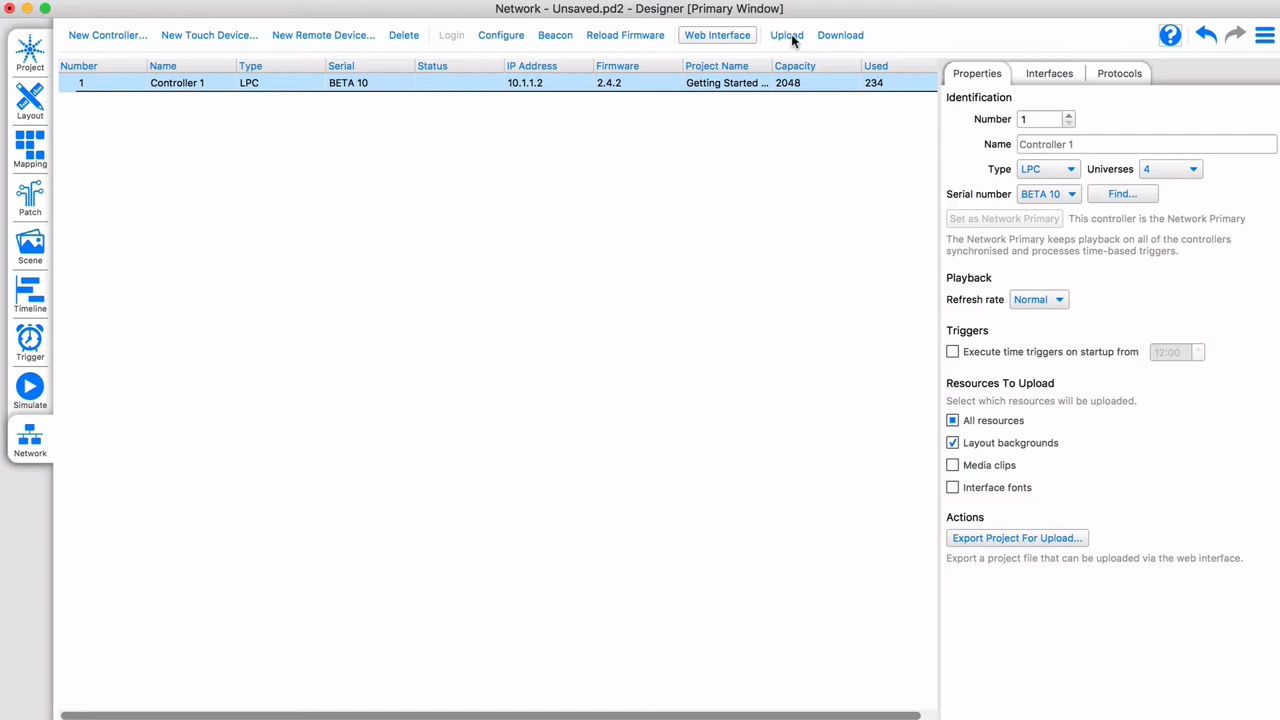 Network - Unsaved.pd2 - Designer [Primary Window]
New Controller... New Touch Device... New Remote Device... Delete Login Configure Beacon Reload Firmware Web Interface Upload Download
Project
Layout
Mapping
Patch
Scene
Timeline
Trigger
Simulate
Network
Number Name Type Serial Status IP Address Firmware Project Name Capacity Used
1 Controller 1 LPC BETA 10 10.1.1.2 2.4.2 Getting Started ... 2048 234
Properties Interfaces Protocols
Identification
Number 1
Name Controller 1
Type LPC Universes 4
Serial number BETA 10 Find...
Set as Network Primary This controller is the Network Primary
The Network Primary keeps playback on all of the controllers
synchronised and processes time-based triggers.
Playback
Refresh rate Normal
Triggers
Execute time triggers on startup from 12:00
Resources To Upload
Select which resources will be uploaded.
All resources
Layout backgrounds
Media clips
Interface fonts
Actions
Export Project For Upload...
Export a project file that can be uploaded via the web interface.